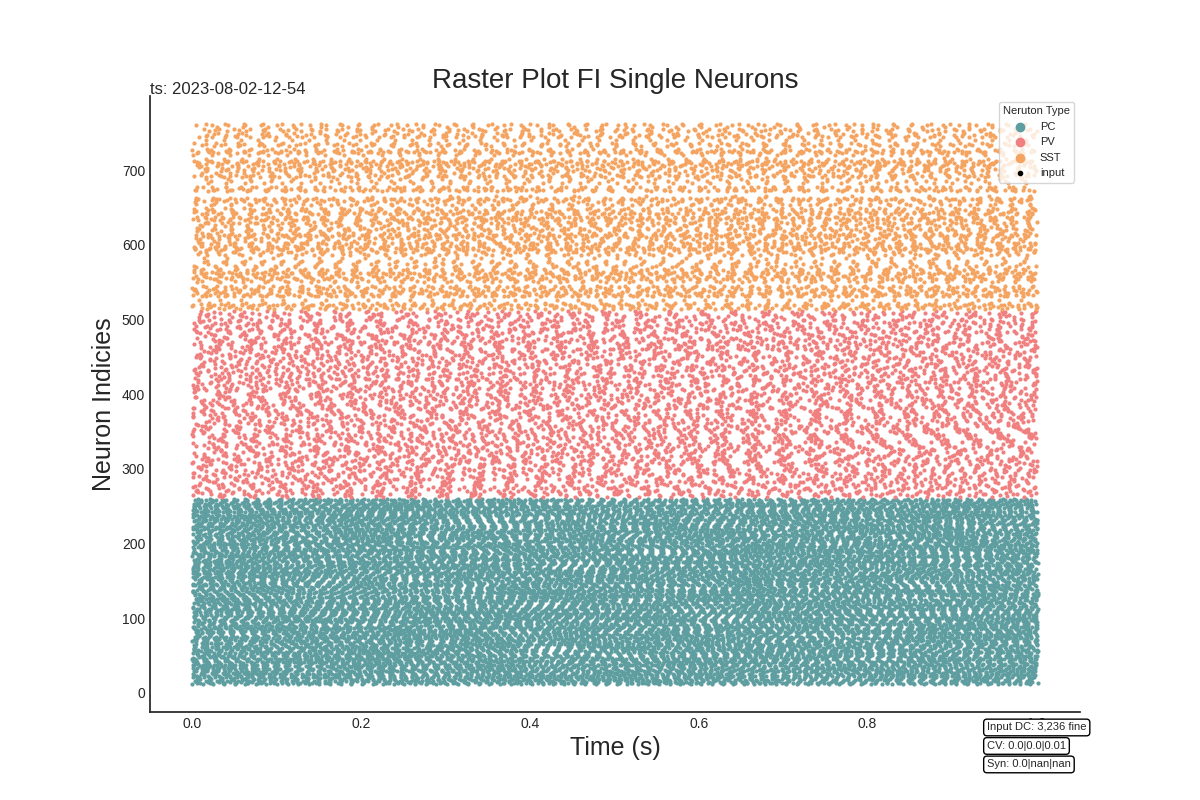 Raster Plot FI Single Neurons
ts: 2023-08-02-12-54
Neruton Type
PC
PV
SST
input
Neuron Indicies
700
600
500
400
300
200
100
0
0.0 0.2 0.4 0.6 0.8
Time (s)
Input DC: 3,236 fine
CV: 0.0|0.0|0.01
Syn: 0.0|nan|nan